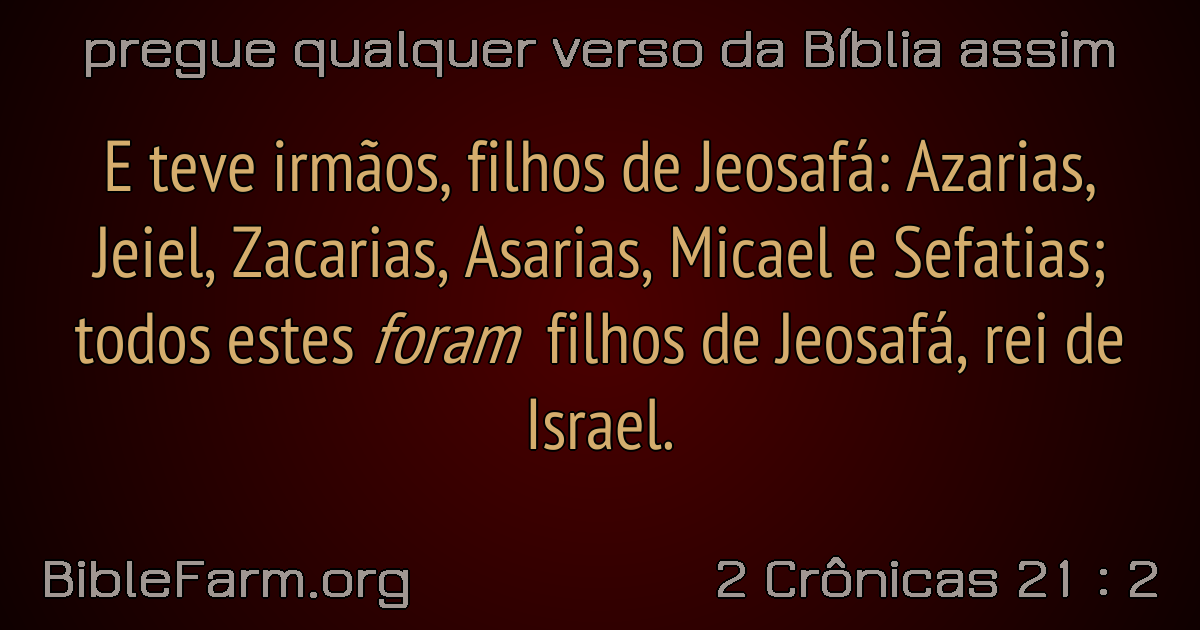 pregue qualquer verso da Bíblia assim
E teve irmãos, filhos de Jeosafá: Azarias,
Jeiel, Zacarias, Asarias, Micael e Sefatias;
todos estes foram filhos de Jeosafá, rei de
Israel.
BibleFarm.org
2 Crônicas 21 : 2